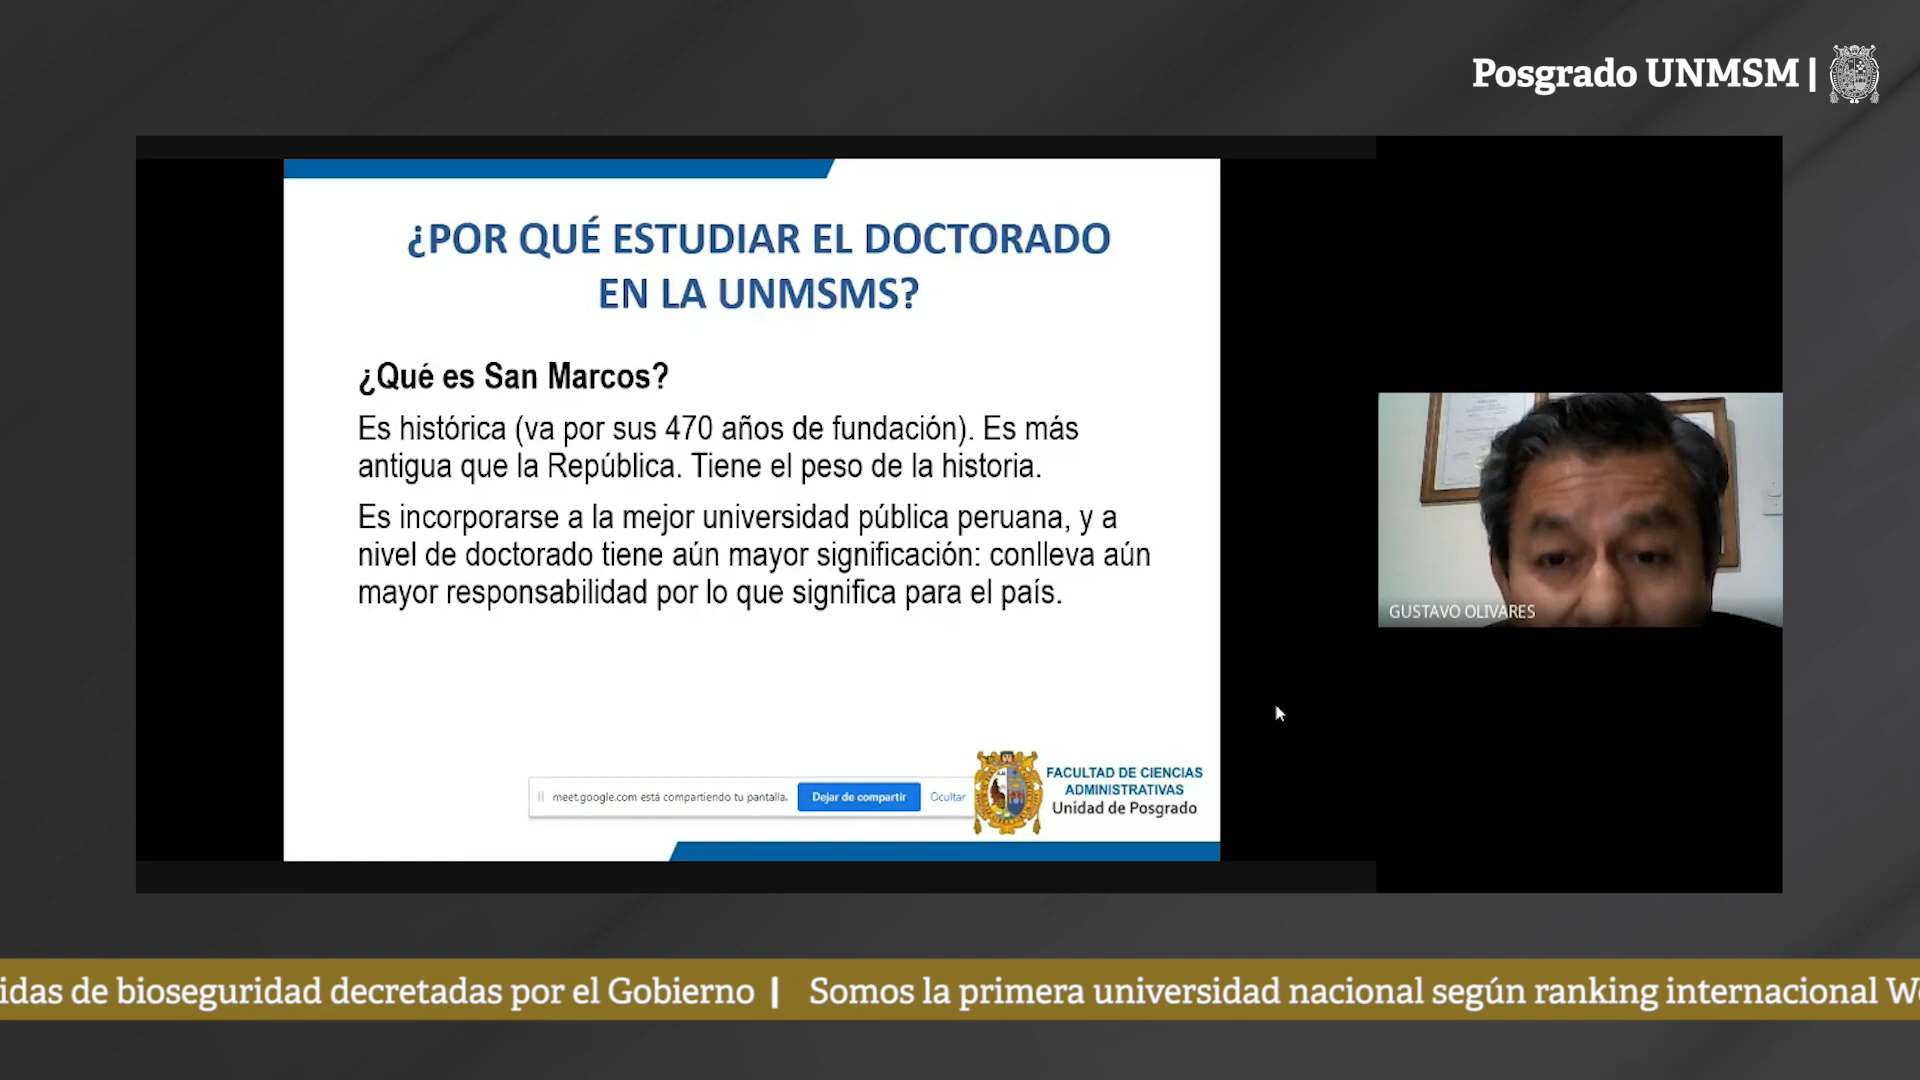 Posgrado UNMSM |
¿POR QUÉ ESTUDIAR EL DOCTORADO
EN LA UNMSMS?
¿Qué es San Marcos?
Es histórica (va por sus 470 años de fundación). Es más
antigua que la República. Tiene el peso de la historia.
Es incorporarse a la mejor universidad pública peruana, y a
nivel de doctorado tiene aún mayor significación: conlleva aún
mayor responsabilidad por lo que significa para el país.
meet.google.com está compartiendo tu pantalla. Dejar de compartir Ocultar
FACULTAD DE CIENCIAS
ADMINISTRATIVAS
Unidad de Posgrado
GUSTAVO OLIVARES
idas de bioseguridad decretadas por el Gobierno | Somos la primera universidad nacional según ranking internacional